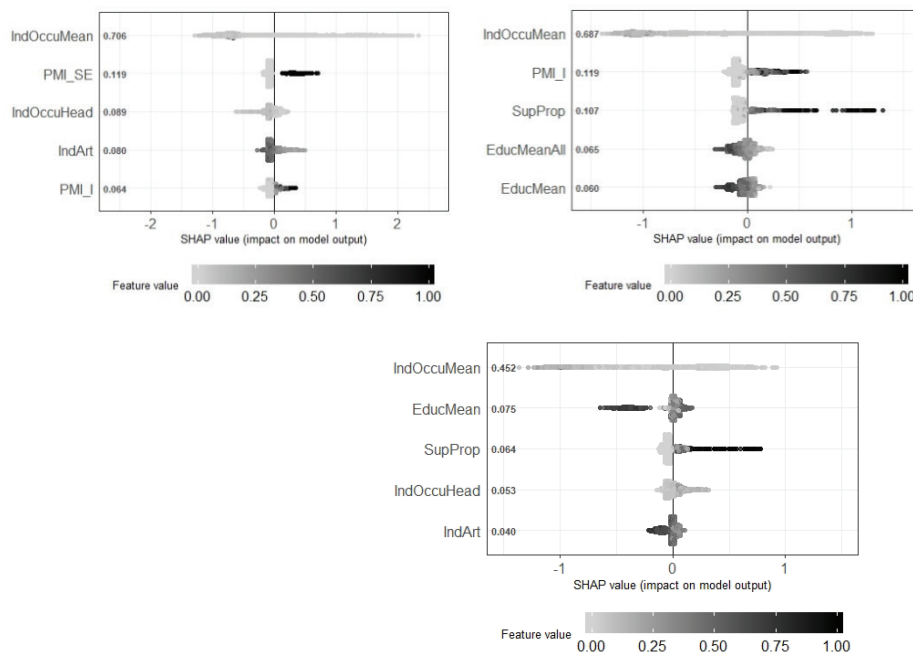 IndOccuMean 0.706
PMI_SE 0.119
IndOccuHead 0.089
IndArt 0.080
PMI_I 0.064
-2 -1 0 1 2
SHAP value (impact on model output)
Feature value 0.00 0.25 0.50 0.75 1.00
IndOccuMean 0.687
PMI_I 0.119
SupProp 0.107
EducMeanAll 0.065
EducMean 0.060
-1 0 1
SHAP value (impact on model output)
Feature value 0.00 0.25 0.50 0.75 1.00
IndOccuMean 0.452
EducMean 0.075
SupProp 0.064
IndOccuHead 0.053
IndArt 0.040
-1 0 1
SHAP value (impact on model output)
Feature value 0.00 0.25 0.50 0.75 1.00